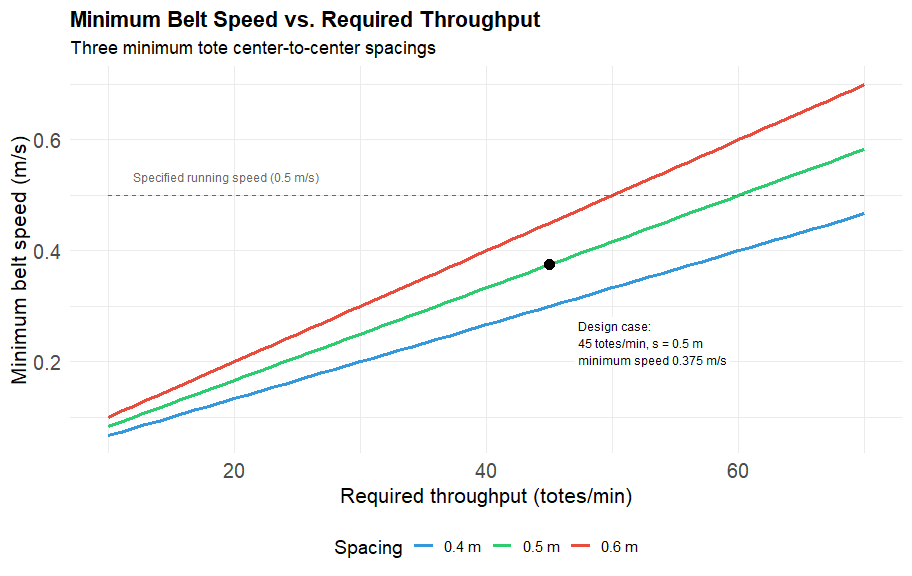 Minimum Belt Speed vs. Required Throughput
Three minimum tote center-to-center spacings
Minimum belt speed (m/s)
0.6
0.4
0.2
Specified running speed (0.5 m/s)
Design case:
45 totes/min, s = 0.5 m
minimum speed 0.375 m/s
20 40 60
Required throughput (totes/min)
Spacing 0.4 m 0.5 m 0.6 m